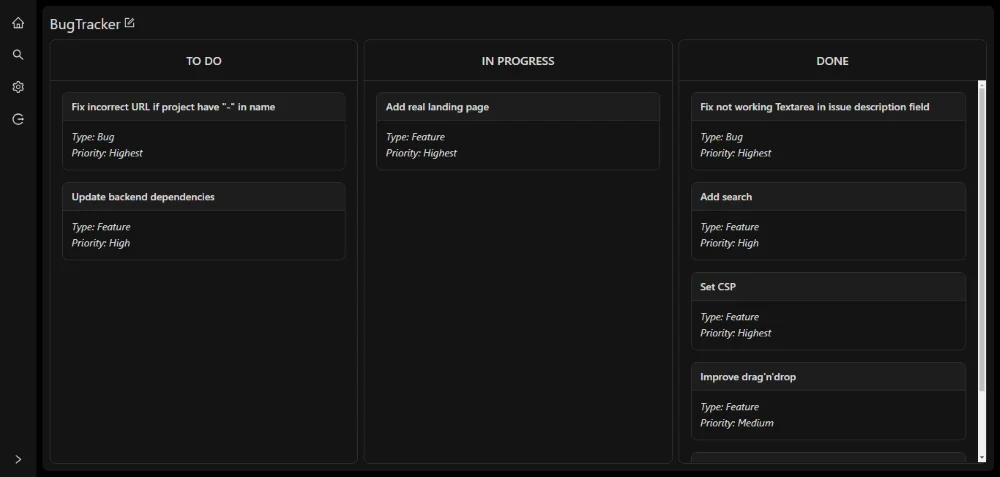 BugTracker
TO DO
Fix incorrect URL if project have "-" in name
Type: Bug
Priority: Highest
Update backend dependencies
Type: Feature
Priority: High
IN PROGRESS
Add real landing page
Type: Feature
Priority: Highest
DONE
Fix not working Textarea in issue description field
Type: Bug
Priority: Highest
Add search
Type: Feature
Priority: High
Set CSP
Type: Feature
Priority: Highest
Improve drag'n'drop
Type: Feature
Priority: Medium